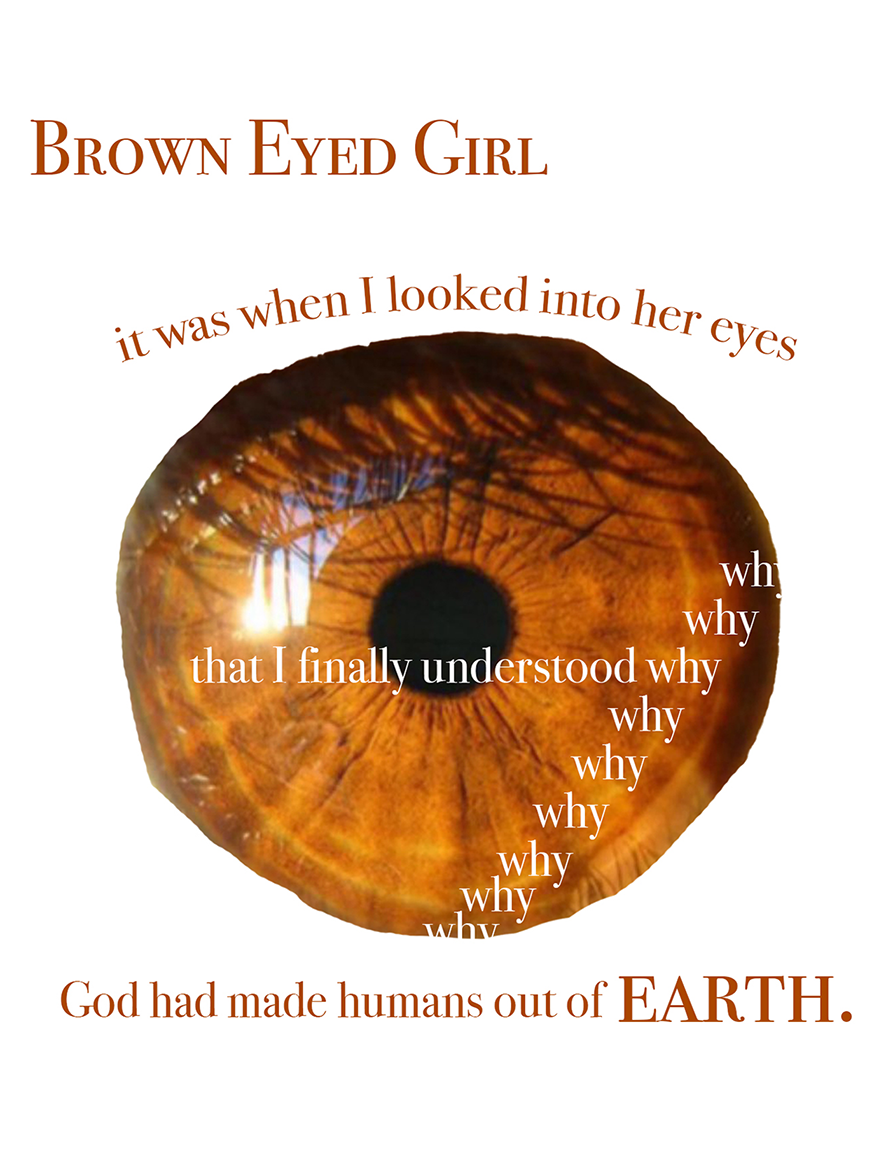 BROWN EYED GIRL
it was when I looked into her eyes
why
why
that I finally understood why
why
why
why
why
why
why
God had made humans out of EARTH.